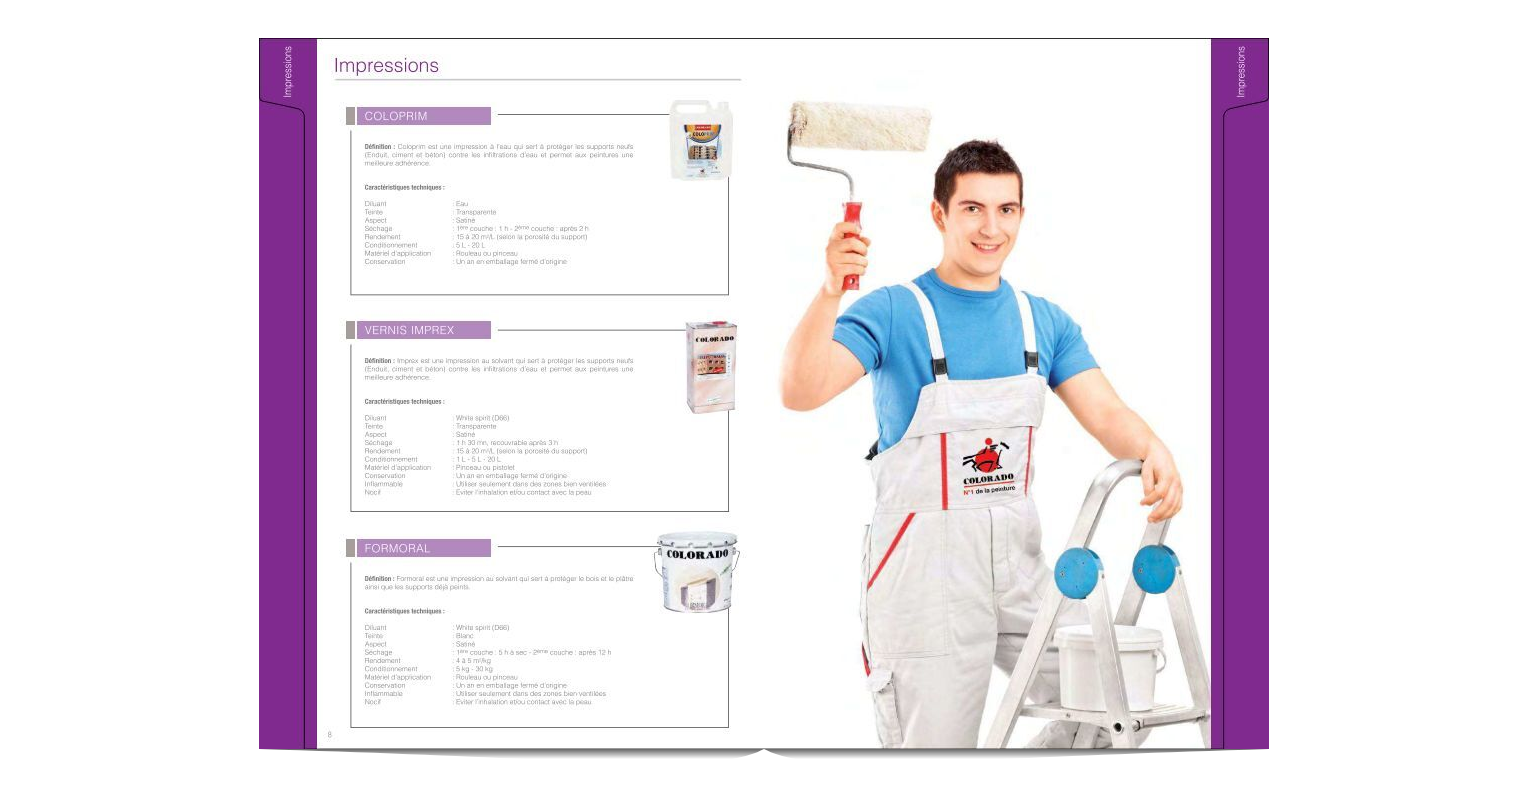 Impressions
Impressions
Impressions
COLOPRIM
Définition : Coloprim est une impression à l'eau qui sert à protéger les supports neufs
(Enduit, ciment et béton) contre les infiltrations d'eau et permet aux peintures une
meilleure adhérence.
Caractéristiques techniques :
Diluant : Eau
Teinte : Transparente
Aspect : Satiné
Séchage : 1ère couche : 1 h - 2ème couche : après 2 h
Rendement : 15 à 20 m²/L (selon la porosité du support)
Conditionnement : 5 L - 20 L
Matériel d'application : Rouleau ou pinceau
Conservation : Un an en emballage fermé d'origine
VERNIS IMPREX
COLORADO
Définition : Imprex est une impression au solvant qui sert à protéger les supports neufs
(Enduit, ciment et béton) contre les infiltrations d'eau et permet aux peintures une
meilleure adhérence.
Caractéristiques techniques :
Diluant : White spirit (D66)
Teinte : Transparente
Aspect : Satiné
Séchage : 1 h 30 mn, recouvrable après 3 h
Rendement : 15 à 20 m²/L (selon la porosité du support)
Conditionnement : 1 L - 5 L - 20 L
Matériel d'application : Pinceau ou pistolet
Conservation : Un an en emballage fermé d'origine
Inflammable : Utiliser seulement dans des zones bien ventilées
Nocif : Eviter l'inhalation et/ou contact avec la peau
FORMORAL
COLORADO
Définition : Formoral est une impression au solvant qui sert à protéger le bois et le plâtre
ainsi que les supports déjà peints.
Caractéristiques techniques :
Diluant : White spirit (D66)
Teinte : Blanc
Aspect : Satiné
Séchage : 1ère couche : 5 h à sec - 2ème couche : après 12 h
Rendement : 4 à 5 m²/kg
Conditionnement : 5 kg - 30 kg
Matériel d'application : Rouleau ou pinceau
Conservation : Un an en emballage fermé d'origine
Inflammable : Utiliser seulement dans des zones bien ventilées
Nocif : Eviter l'inhalation et/ou contact avec la peau
8
COLORADO
N°1 de la peinture